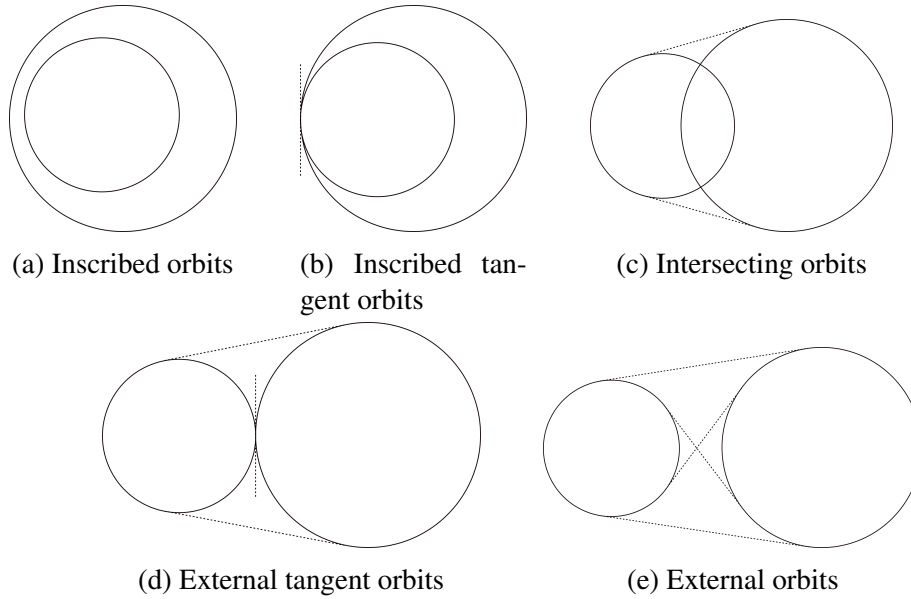 (a) Inscribed orbits
(b) Inscribed tan-
gent orbits
(c) Intersecting orbits
(d) External tangent orbits
(e) External orbits